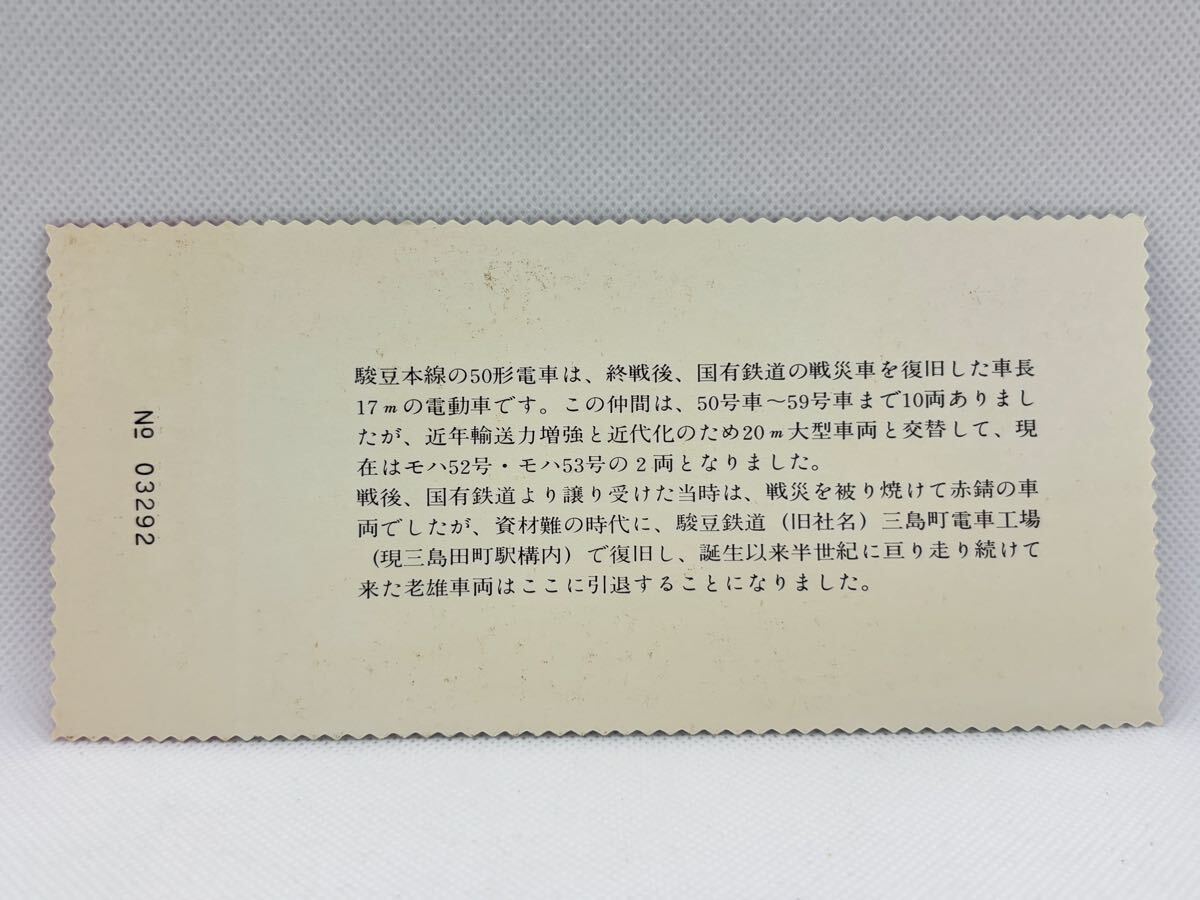 駿豆本線の50形電車は、終戦後、国有鉄道の戦災車を復旧した車長
17mの電動車です。この仲間は、50号車～59号車まで10両ありまし
たが、近年輸送力増強と近代化のため20m大型車両と交替して、現
在はモハ52号・モハ53号の2両となりました。
戦後、国有鉄道より譲り受けた当時は、戦災を被り焼けて赤錆の車
両でしたが、資材難の時代に、駿豆鉄道（旧社名）三島町電車工場
（現三島田町駅構内）で復旧し、誕生以来半世紀に亘り走り続けて
来た老雄車両はここに引退することになりました。
№ 03292